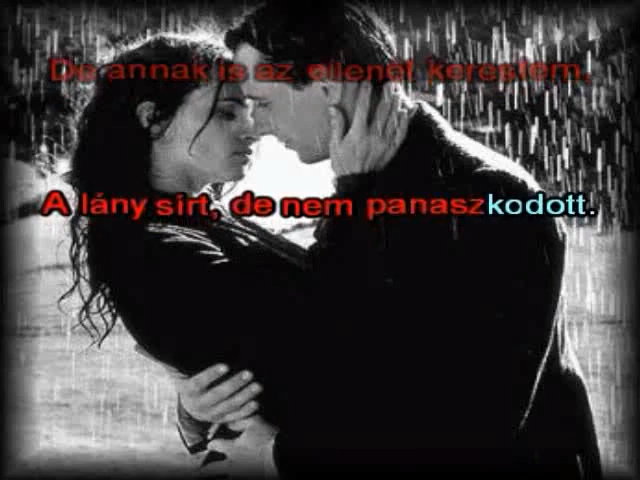 De annak is az ellenét kerestem,
A lány sírt, de nem panaszkodott.